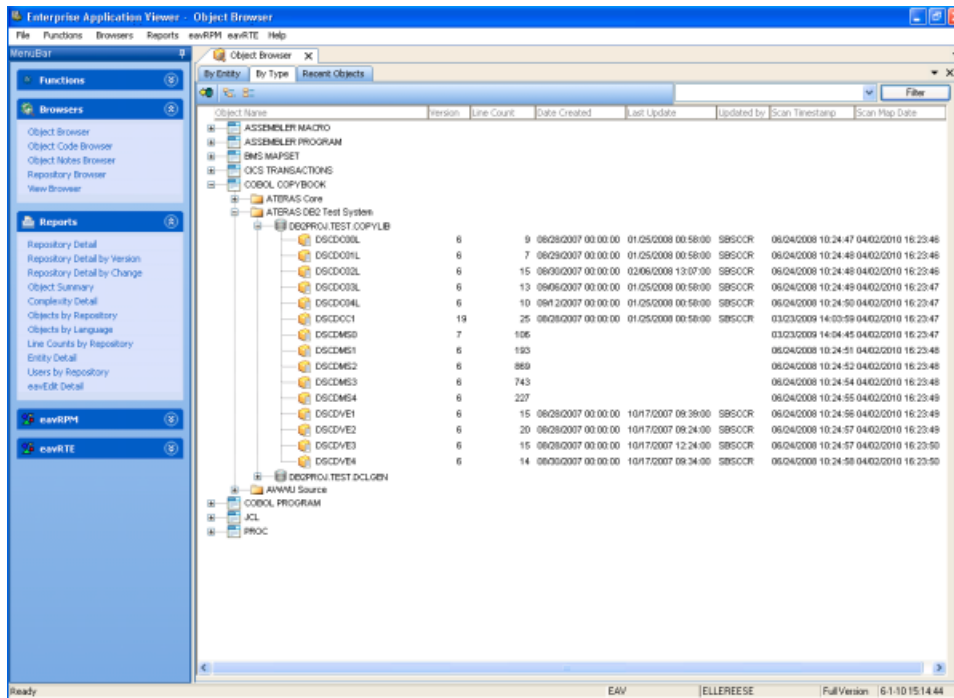 Enterprise Application Viewer - Object Browser
File Functions Browsers Reports eavRPM eavRTE Help
MenuBar
Object Browser X
By Entity By Type Recent Objects
Functions
Filter
Browsers
Object Browser
Object Code Browser
Object Notes Browser
Repository Browser
View Browser
Reports
Repository Detail
Repository Detail by Version
Repository Detail by Change
Object Summary
Complexity Detail
Objects by Repository
Objects by Language
Line Counts by Repository
Entity Detail
Users by Repository
eavEdit Detail
eavRPM
eavRTE
Object Name Version Line Count Date Created Last Update Updated by Scan Timestamp Scan Map Date
ASSEMBLER MACRO
ASSEMBLER PROGRAM
BMS MAPSET
CICS TRANSACTIONS
COBOL COPYBOOK
ATERAS Core
ATERAS DB2 Test System
DB2PROJ.TEST.COPYLIB
DSCDC00L 6 9 08/28/2007 00:00:00 01/25/2008 00:58:00 SBSCCR 06/24/2008 10:24:47 04/02/2010 16:23:46
DSCDC01L 6 7 08/29/2007 00:00:00 01/25/2008 00:58:00 SBSCCR 06/24/2008 10:24:48 04/02/2010 16:23:46
DSCDC02L 6 15 08/30/2007 00:00:00 02/06/2008 13:07:00 SBSCCR 06/24/2008 10:24:48 04/02/2010 16:23:46
DSCDC03L 6 13 09/06/2007 00:00:00 01/25/2008 00:58:00 SBSCCR 06/24/2008 10:24:49 04/02/2010 16:23:47
DSCDC04L 6 10 09/12/2007 00:00:00 01/25/2008 00:58:00 SBSCCR 06/24/2008 10:24:50 04/02/2010 16:23:47
DSCDCC1 19 25 08/28/2007 00:00:00 01/25/2008 00:58:00 SBSCCR 03/23/2009 14:03:59 04/02/2010 16:23:47
DSCDMS0 7 106 03/23/2009 14:04:45 04/02/2010 16:23:47
DSCDMS1 6 193 06/24/2008 10:24:51 04/02/2010 16:23:48
DSCDMS2 6 869 06/24/2008 10:24:52 04/02/2010 16:23:48
DSCDMS3 6 743 06/24/2008 10:24:54 04/02/2010 16:23:48
DSCDMS4 6 227 06/24/2008 10:24:55 04/02/2010 16:23:49
DSCDVE1 6 15 08/28/2007 00:00:00 10/17/2007 09:39:00 SBSCCR 06/24/2008 10:24:56 04/02/2010 16:23:49
DSCDVE2 6 20 08/28/2007 00:00:00 10/17/2007 09:24:00 SBSCCR 06/24/2008 10:24:57 04/02/2010 16:23:49
DSCDVE3 6 15 08/28/2007 00:00:00 10/17/2007 12:24:00 SBSCCR 06/24/2008 10:24:57 04/02/2010 16:23:50
DSCDVE4 6 14 08/30/2007 00:00:00 10/17/2007 09:34:00 SBSCCR 06/24/2008 10:24:58 04/02/2010 16:23:50
DB2PROJ.TEST.DCLGEN
Source
COBOL PROGRAM
JCL
PROC
Ready EAV ELLEREESE Full Version 6-1-10 15:14:44